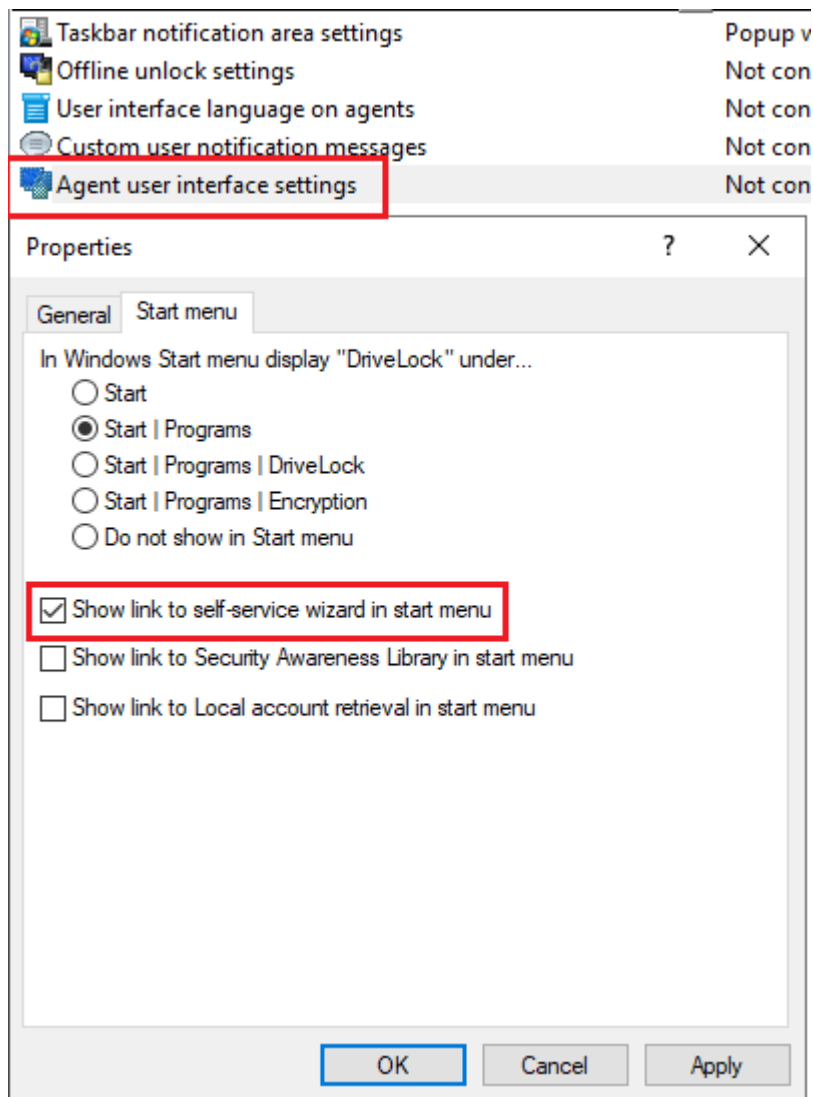 Taskbar notification area settings Popup w
Offline unlock settings Not con
User interface language on agents Not con
Custom user notification messages Not con
Agent user interface settings Not con
Properties ?
General Start menu
In Windows Start menu display "DriveLock" under...
Start
Start | Programs
Start | Programs | DriveLock
Start | Programs | Encryption
Do not show in Start menu
Show link to self-service wizard in start menu
Show link to Security Awareness Library in start menu
Show link to Local account retrieval in start menu
OK Cancel Apply